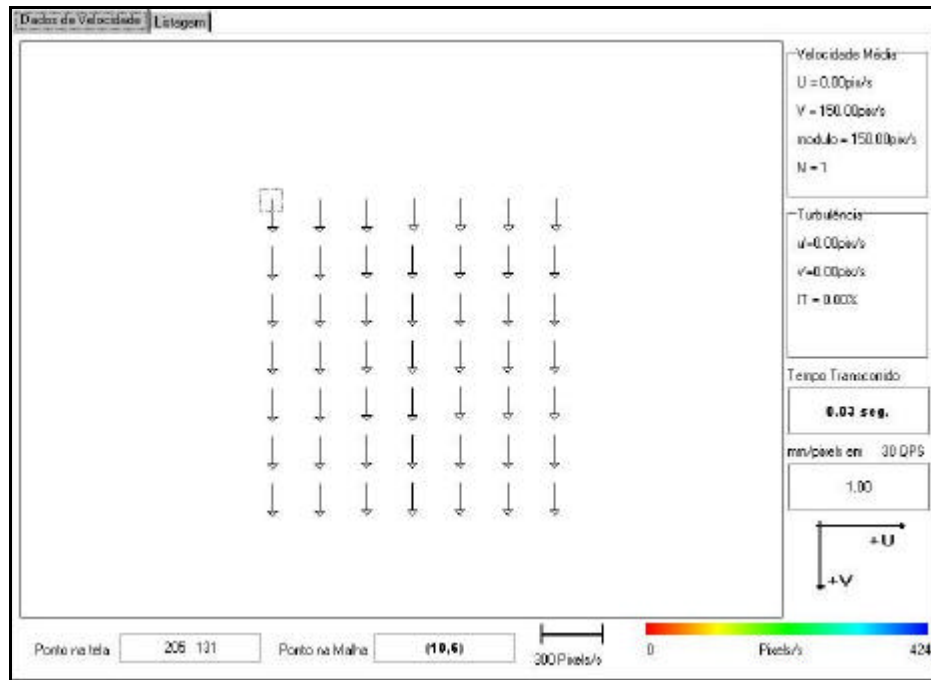 Dados de Velocidade Listagem
Velocidade Média
U = 0.00pix/s
V = 150.00pix/s
modulo = 150.00pix/s
N = 1
Turbulência
u'=0.00pix/s
v'=0.00pix/s
IT = 0.00%
Tempo Transcorrido
0.03 seg.
mm/pixels em 30 QPS
1.00
+U
+V
Ponto na tela 205 131 Ponto na Malha (10,6) 300 Pixels/s 0 Pixels/s 424